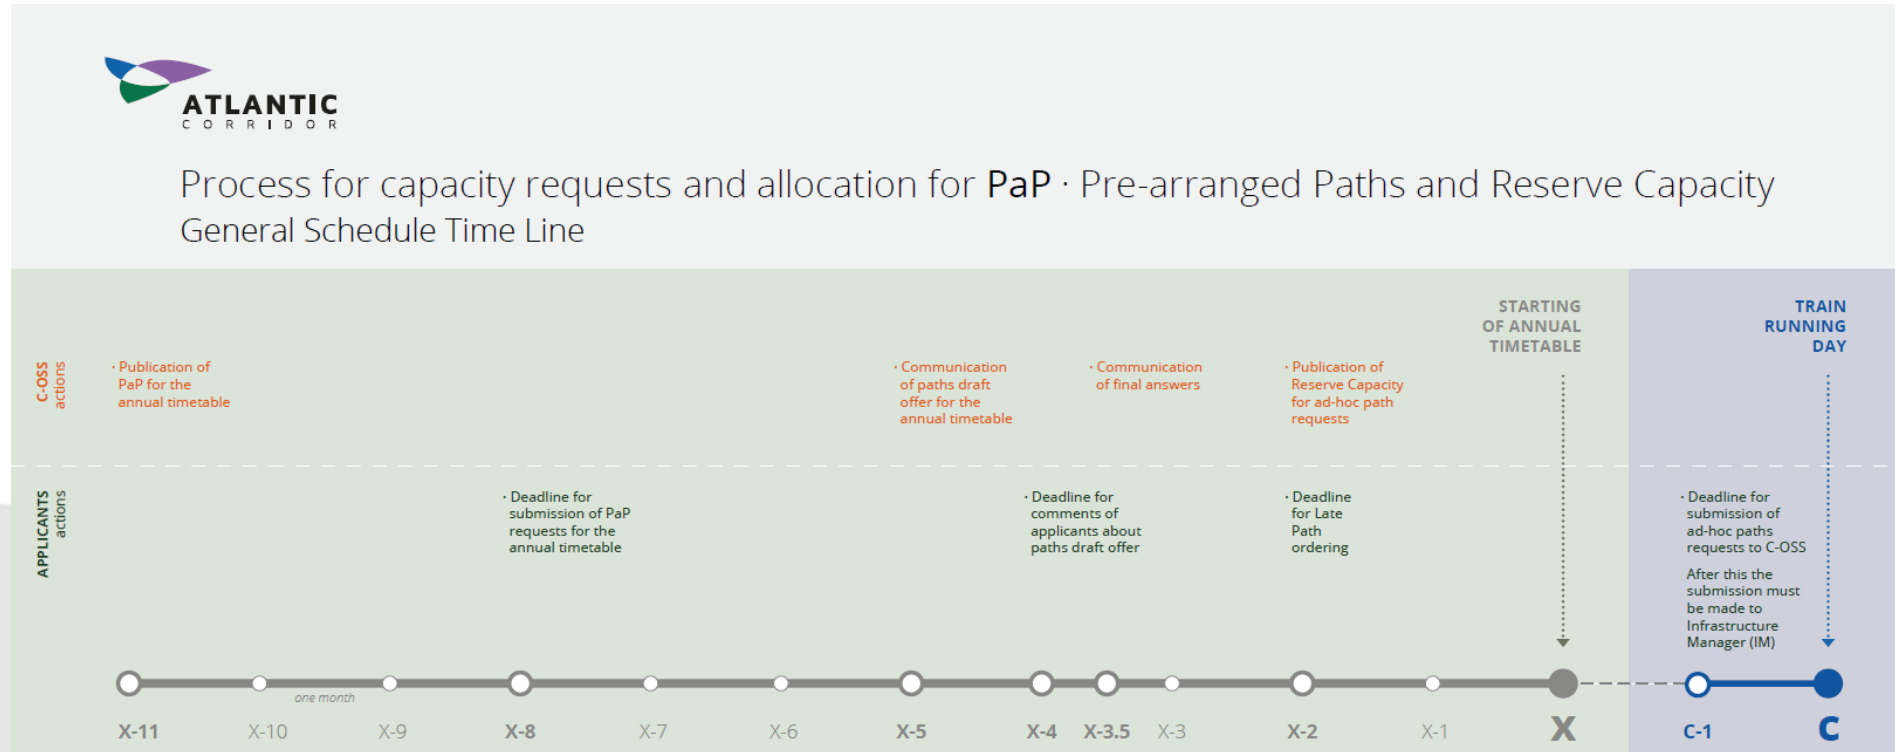 ATLANTIC
CORRIDOR
Process for capacity requests and allocation for PaP · Pre-arranged Paths and Reserve Capacity
General Schedule Time Line
STARTING
OF ANNUAL
TIMETABLE
TRAIN
RUNNING
DAY
C-OSS
actions
· Publication of
PaP for the
annual timetable
· Communication
of paths draft
offer for the
annual timetable
· Communication
of final answers
· Publication of
Reserve Capacity
for ad-hoc path
requests
APPLICANTS
actions
· Deadline for
submission of PaP
requests for the
annual timetable
· Deadline for
comments of
applicants about
paths draft offer
· Deadline
for Late
Path
ordering
· Deadline for
submission of
ad-hoc paths
requests to C-OSS
After this the
submission must
be made to
Infrastructure
Manager (IM)
one month
X-11 X-10 X-9 X-8 X-7 X-6 X-5 X-4 X-3.5 X-3 X-2 X-1 X C-1 C